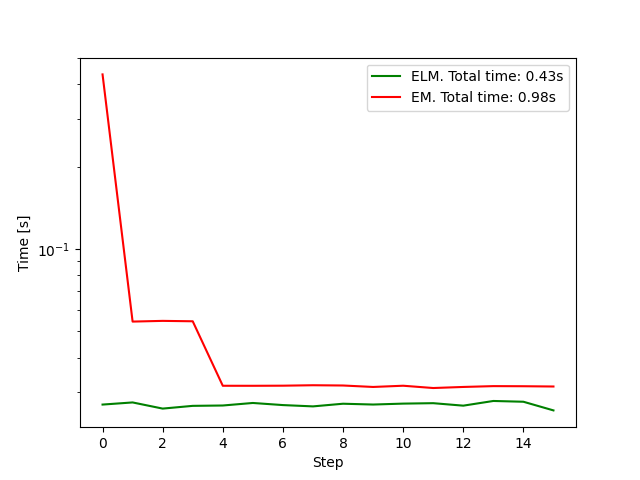 ELM. Total time: 0.43s
EM. Total time: 0.98s
Time [s]
10⁻¹
0 2 4 6 8 10 12 14
Step